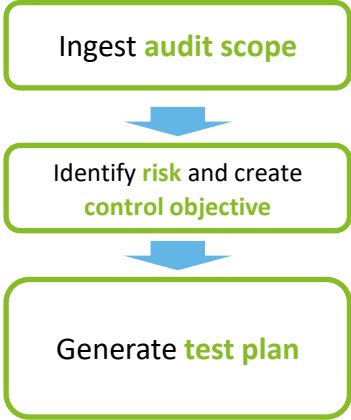 Ingest audit scope
Identify risk and create
control objective
Generate test plan